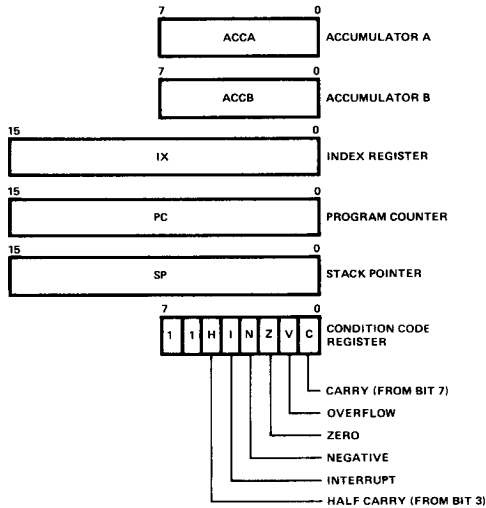 7 0
ACCA ACCUMULATOR A
7 0
ACCB ACCUMULATOR B
15 0
IX INDEX REGISTER
15 0
PC PROGRAM COUNTER
15 0
SP STACK POINTER
7 0
1 1 H I N Z V C CONDITION CODE
REGISTER
CARRY (FROM BIT 7)
OVERFLOW
ZERO
NEGATIVE
INTERRUPT
HALF CARRY (FROM BIT 3)